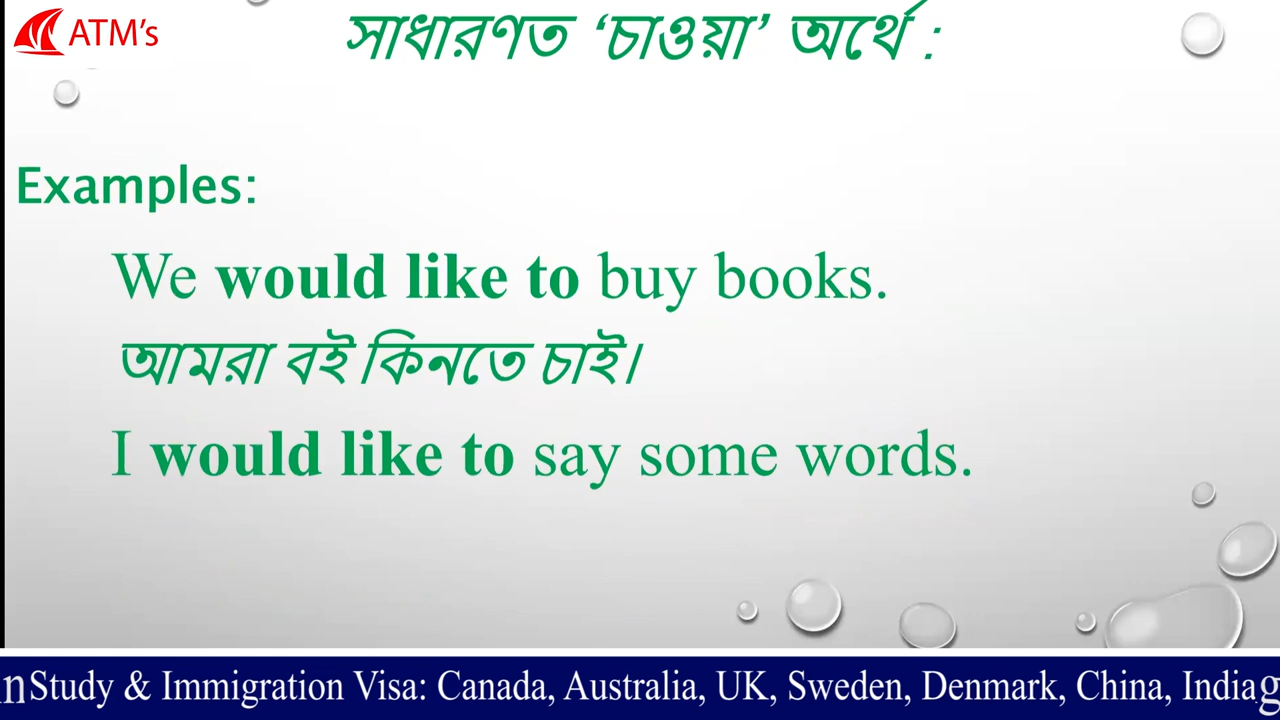 ATM's
সাধারণত ‘চাওয়া’ অর্থে :
Examples:
We would like to buy books.
আমরা বই কিনতে চাই।
I would like to say some words.
Study & Immigration Visa: Canada, Australia, UK, Sweden, Denmark, China, India